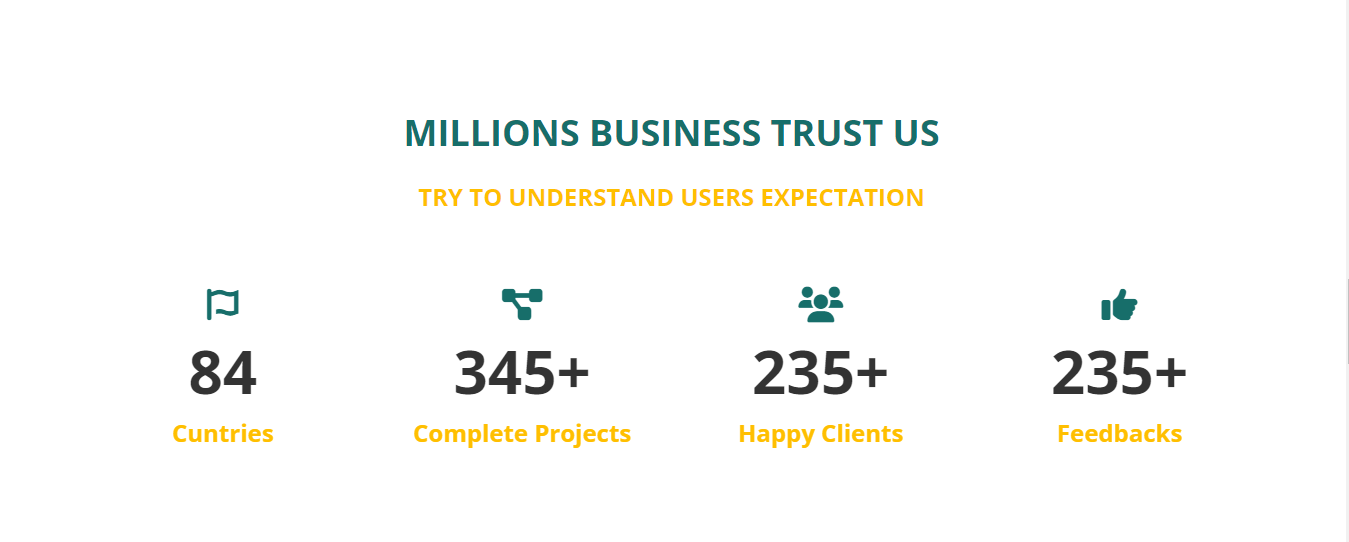 MILLIONS BUSINESS TRUST US
TRY TO UNDERSTAND USERS EXPECTATION
84
345+
235+
235+
Cuntries
Complete Projects
Happy Clients
Feedbacks